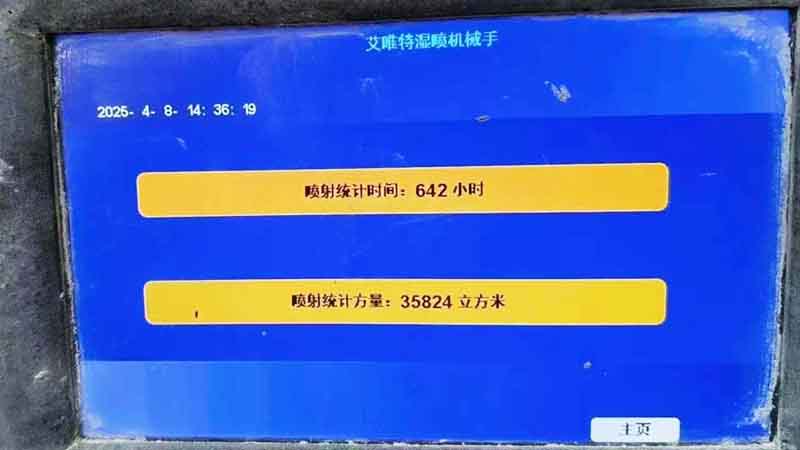 艾唯特湿喷机械手
2025- 4- 8- 14: 36: 19
喷射统计时间：642 小时
喷射统计方量：35824 立方米
主页